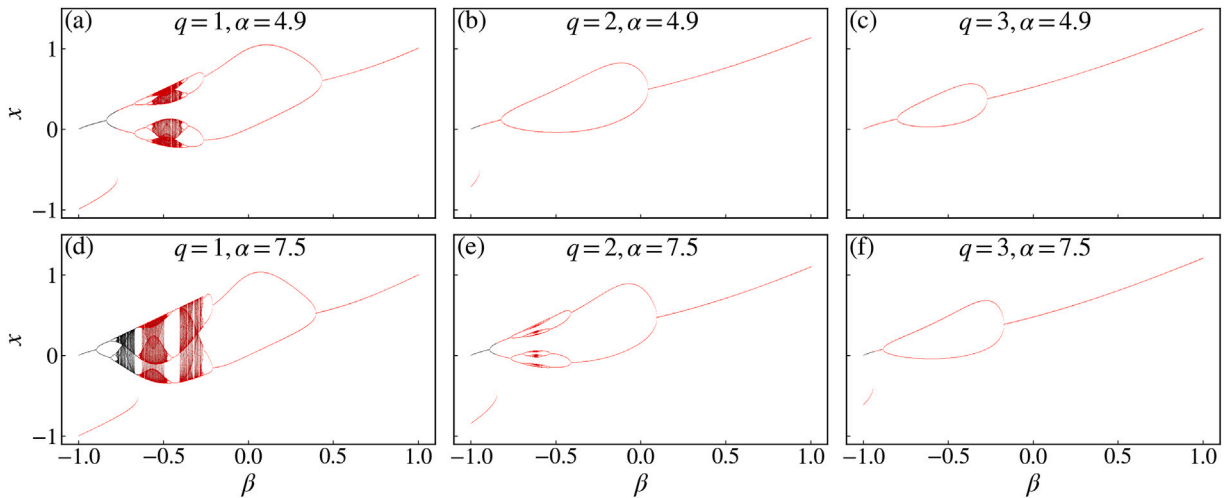 (a) q = 1, α = 4.9
(b) q = 2, α = 4.9
(c) q = 3, α = 4.9
1
0
−1
x
(d) q = 1, α = 7.5
(e) q = 2, α = 7.5
(f) q = 3, α = 7.5
1
0
−1
x
−1.0 −0.5 0.0 0.5 1.0
β
−1.0 −0.5 0.0 0.5 1.0
β
−1.0 −0.5 0.0 0.5 1.0
β